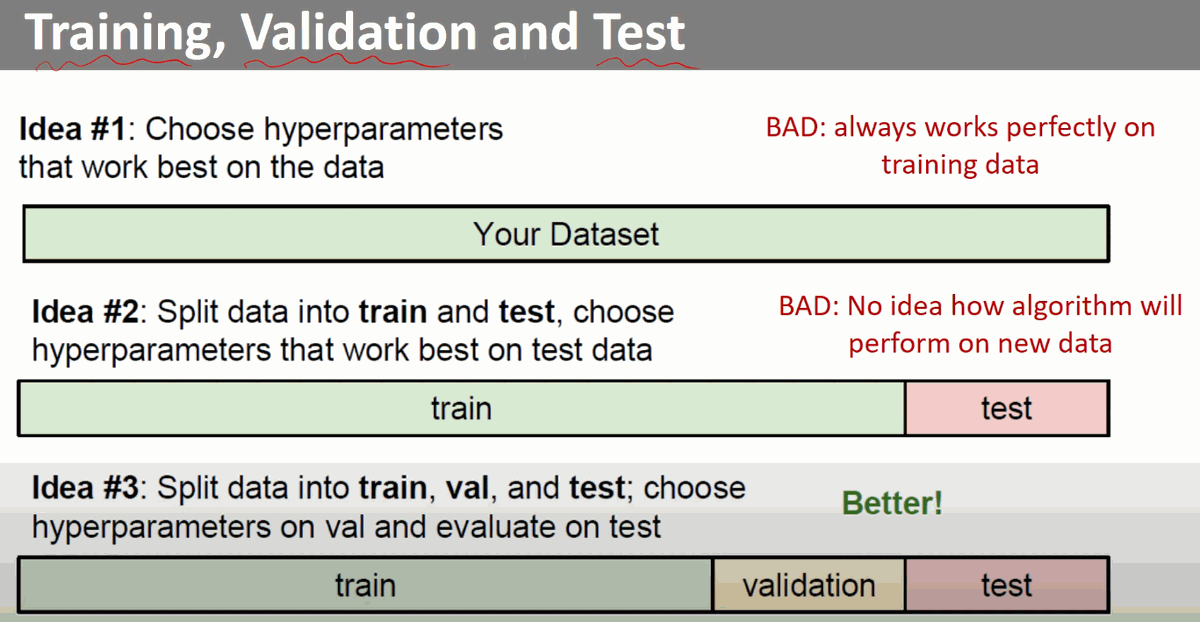 Training, Validation and Test
Idea #1: Choose hyperparameters
that work best on the data
BAD: always works perfectly on
training data
Your Dataset
Idea #2: Split data into train and test, choose
hyperparameters that work best on test data
BAD: No idea how algorithm will
perform on new data
train
test
Idea #3: Split data into train, val, and test; choose
hyperparameters on val and evaluate on test
Better!
train
validation
test